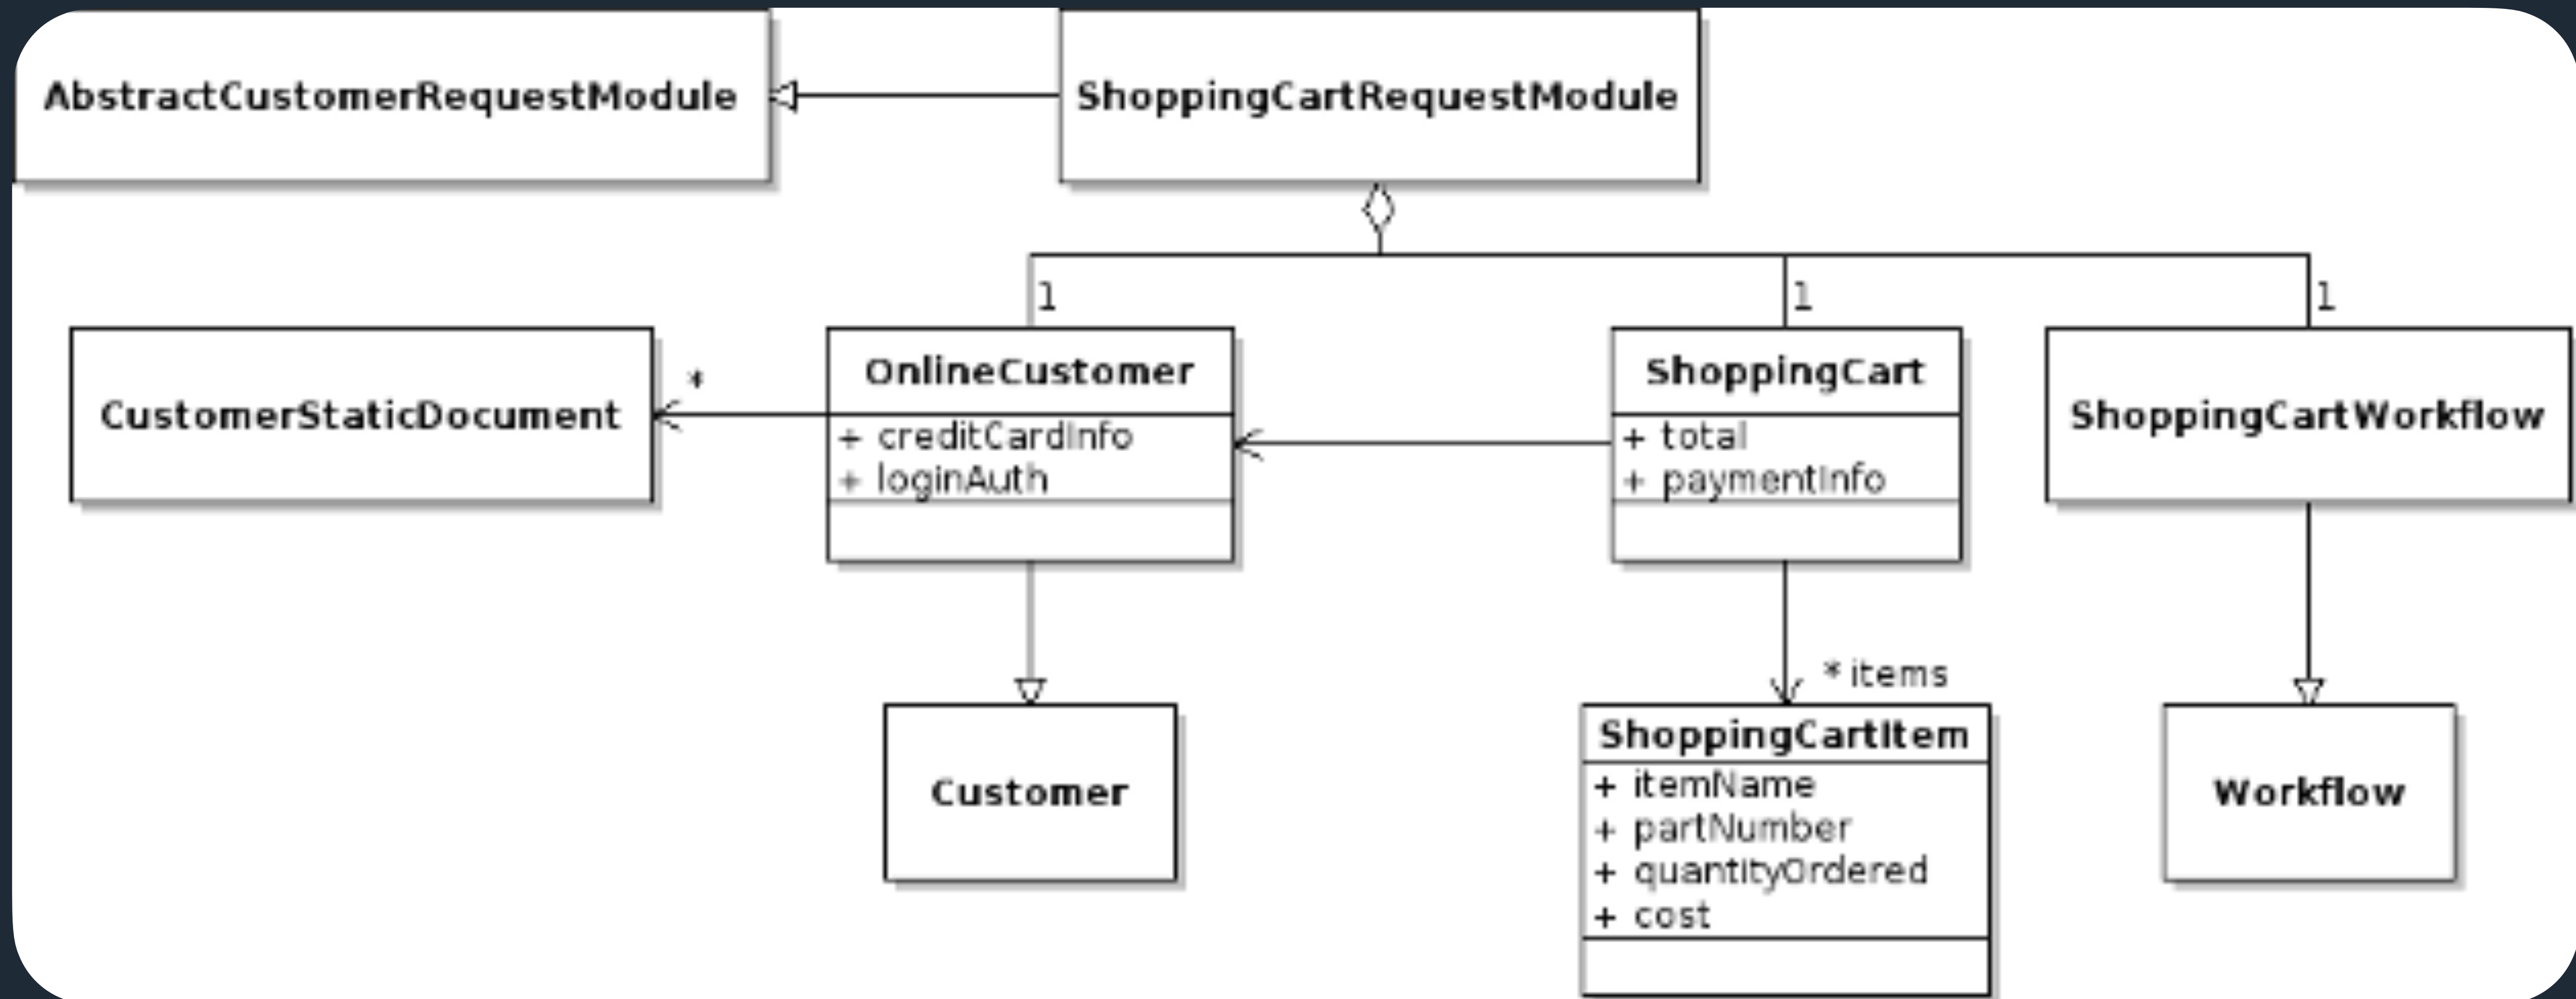 AbstractCustomerRequestModule
ShoppingCartRequestModule
1
1
1
CustomerStaticDocument
*
OnlineCustomer
+ creditCardInfo
+ loginAuth
ShoppingCart
+ total
+ paymentInfo
ShoppingCartWorkflow
Customer
* items
ShoppingCartItem
+ itemName
+ partNumber
+ quantityOrdered
+ cost
Workflow